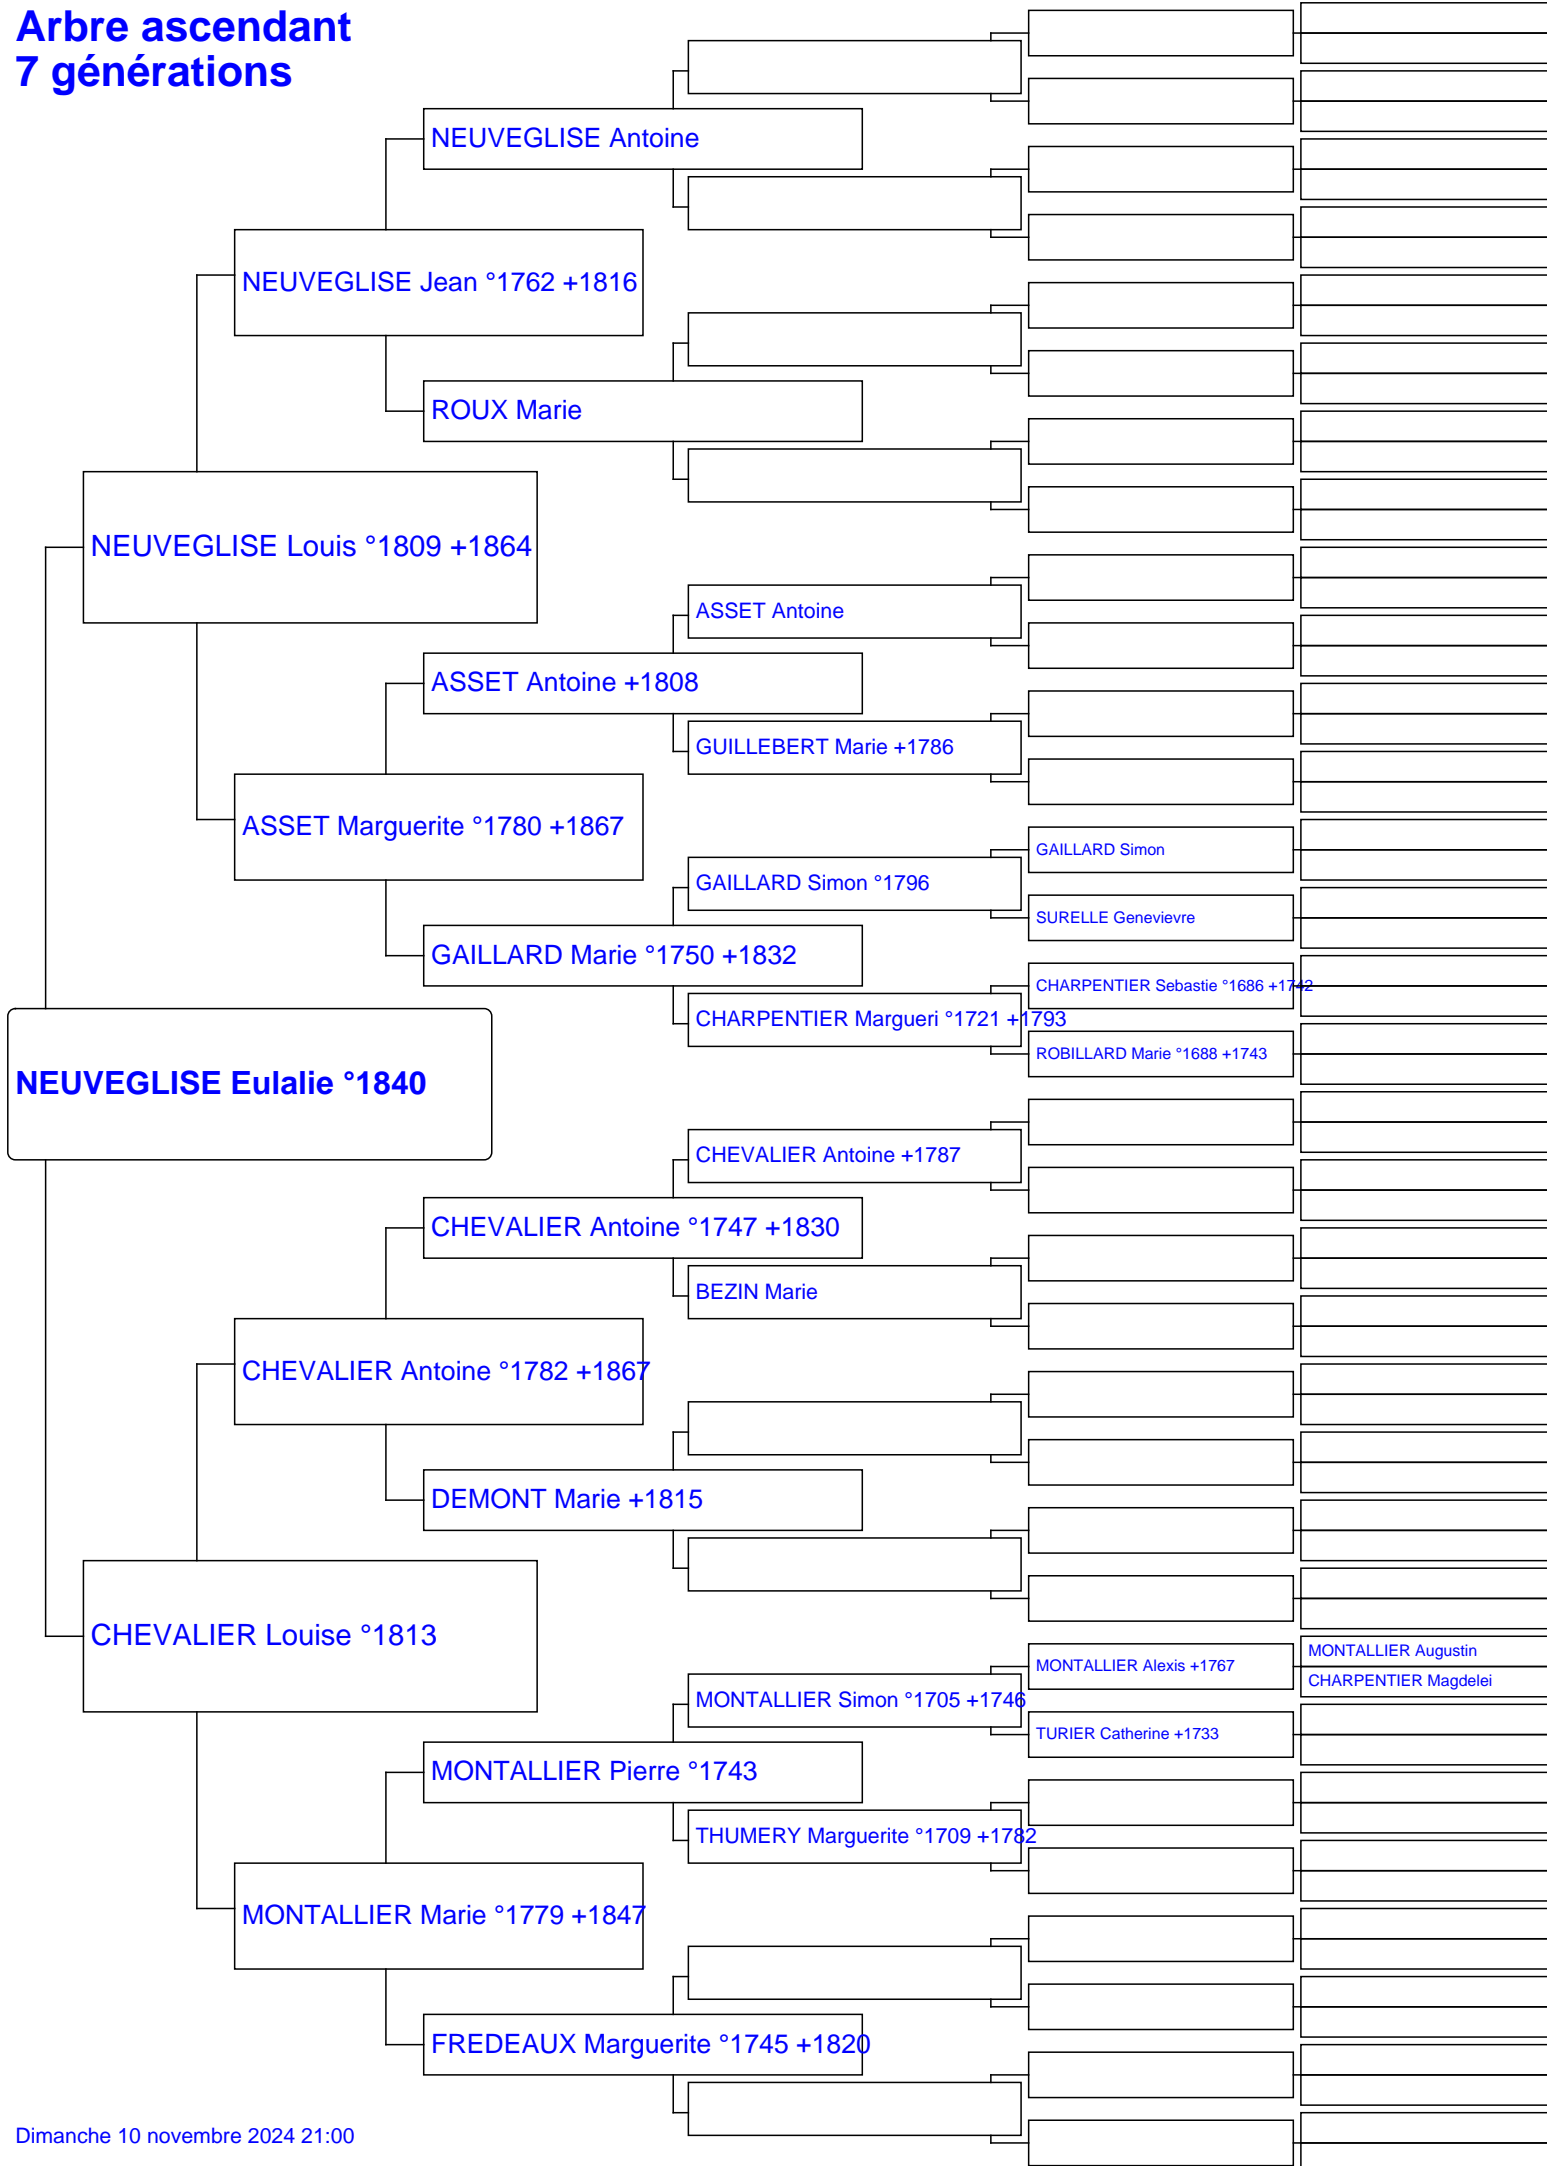 Arbre ascendant
7 générations
NEUVEGLISE Antoine
NEUVEGLISE Jean °1762 +1816
ROUX Marie
NEUVEGLISE Louis °1809 +1864
ASSET Antoine
ASSET Antoine +1808
GUILLEBERT Marie +1786
ASSET Marguerite °1780 +1867
GAILLARD Simon
GAILLARD Simon °1796
SURELLE Genevievre
GAILLARD Marie °1750 +1832
CHARPENTIER Sebastie °1686 +1742
CHARPENTIER Margueri °1721 +1793
ROBILLARD Marie °1688 +1743
NEUVEGLISE Eulalie °1840
CHEVALIER Antoine +1787
CHEVALIER Antoine °1747 +1830
BEZIN Marie
CHEVALIER Antoine °1782 +1867
DEMONT Marie +1815
CHEVALIER Louise °1813
MONTALLIER Augustin
MONTALLIER Alexis +1767
CHARPENTIER Magdelei
MONTALLIER Simon °1705 +1746
TURIER Catherine +1733
MONTALLIER Pierre °1743
THUMERY Marguerite °1709 +1782
MONTALLIER Marie °1779 +1847
FREDEAUX Marguerite °1745 +1820
Dimanche 10 novembre 2024 21:00